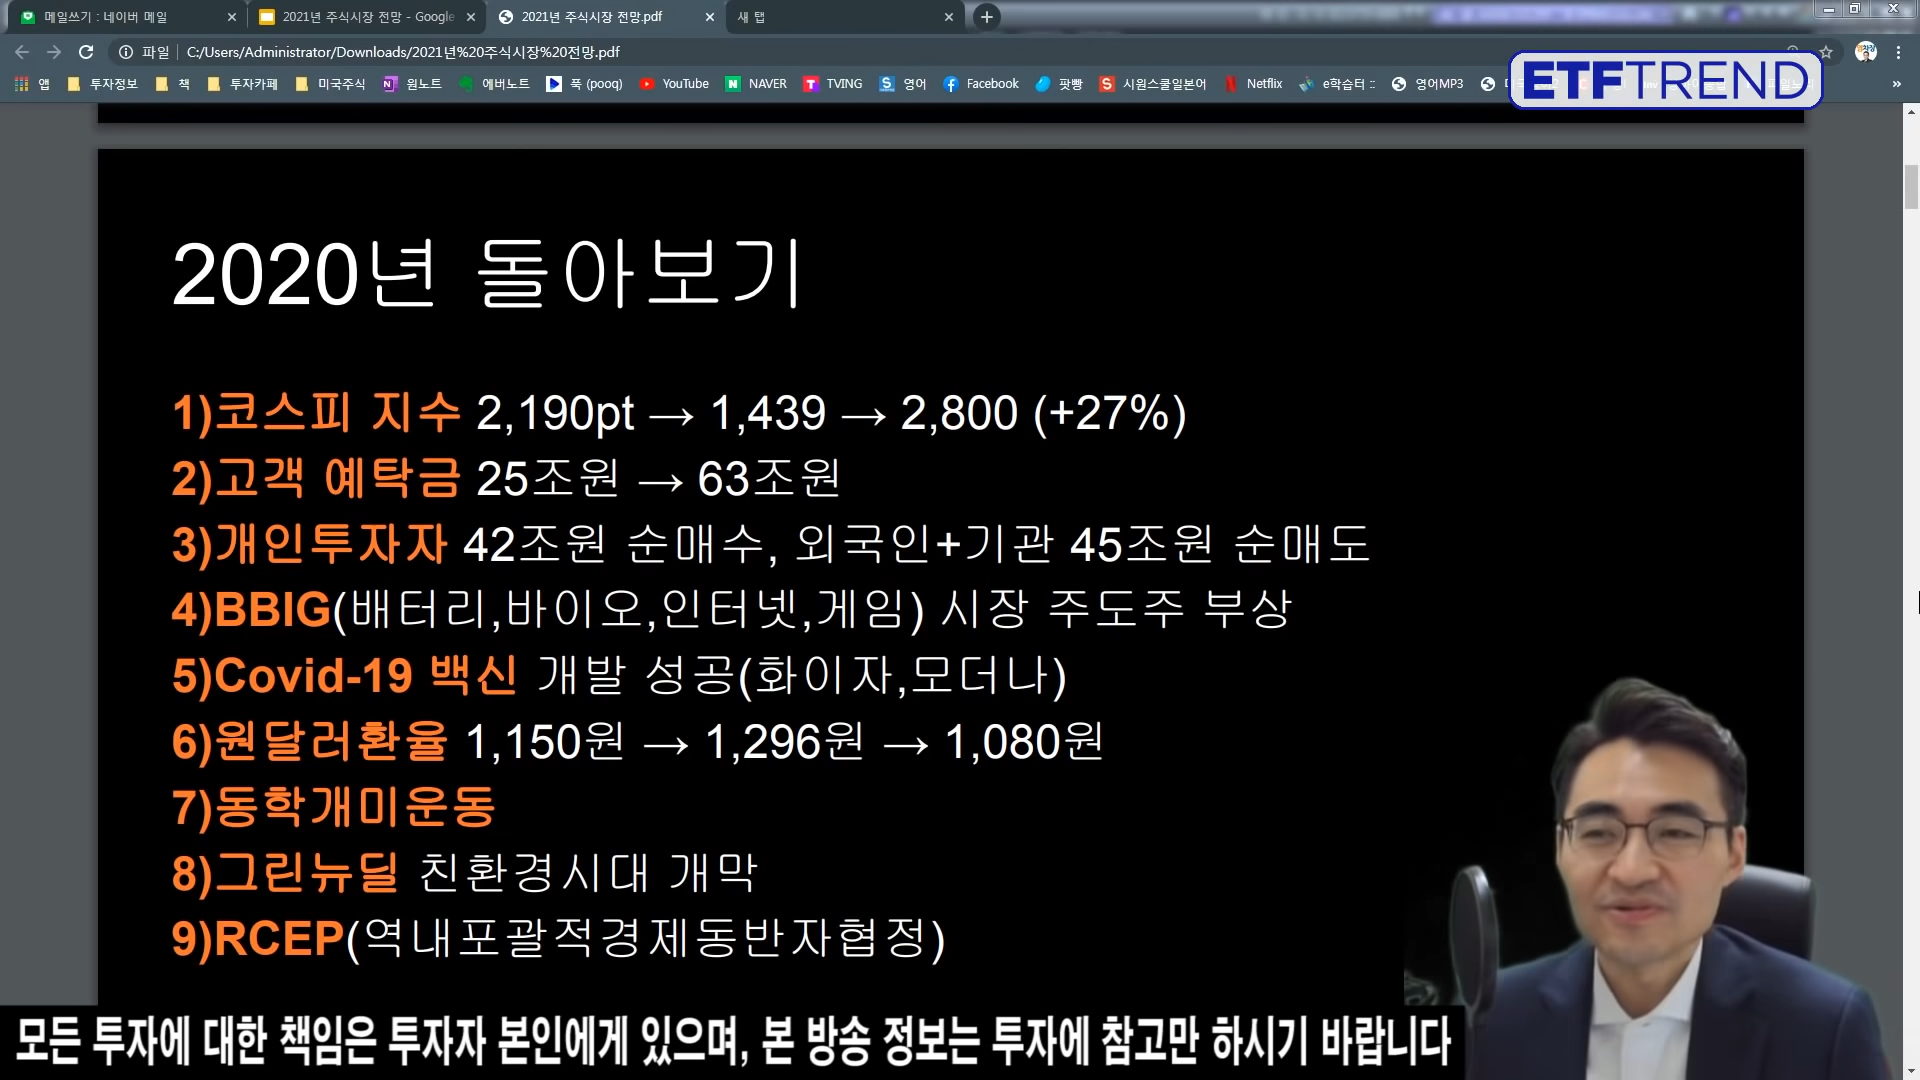 메일쓰기 : 네이버 메일
2021년 주식시장 전망 - Google
2021년 주식시장 전망.pdf
새 탭
파일
C:/Users/Administrator/Downloads/2021년%20주식시장%20전망.pdf
앱
투자정보
책
투자카페
미국주식
원노트
에버노트
푹 (pooq)
YouTube
NAVER
TVING
영어
Facebook
팟빵
시원스쿨일본어
Netflix
e학습터 ::
영어MP3
ETFTREND
2020년 돌아보기
1)코스피 지수 2,190pt → 1,439 → 2,800 (+27%)
2)고객 예탁금 25조원 → 63조원
3)개인투자자 42조원 순매수, 외국인+기관 45조원 순매도
4)BBIG(배터리,바이오,인터넷,게임) 시장 주도주 부상
5)Covid-19 백신 개발 성공(화이자,모더나)
6)원달러환율 1,150원 → 1,296원 → 1,080원
7)동학개미운동
8)그린뉴딜 친환경시대 개막
9)RCEP(역내포괄적경제동반자협정)
모든 투자에 대한 책임은 투자자 본인에게 있으며, 본 방송 정보는 투자에 참고만 하시기 바랍니다